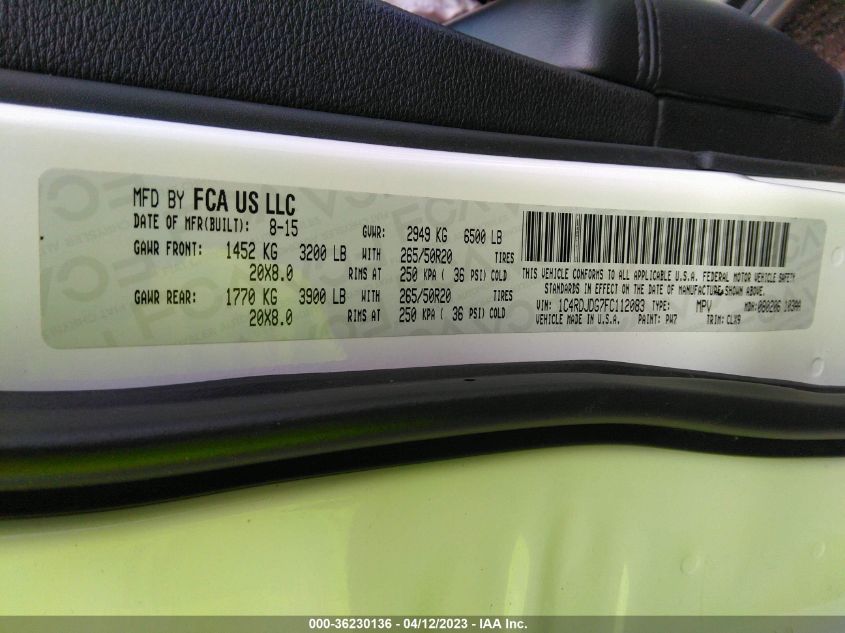 MFD BY FCA US LLC
DATE OF MFR(BUILT): 8-15 GVWR: 2949 KG 6500 LB
GAWR FRONT: 1452 KG 3200 LB WITH 265/50R20 TIRES
20X8.0 RIMS AT 250 KPA ( 36 PSI) COLD
GAWR REAR: 1770 KG 3900 LB WITH 265/50R20 TIRES
20X8.0 RIMS AT 250 KPA ( 36 PSI) COLD
THIS VEHICLE CONFORMS TO ALL APPLICABLE U.S.A. FEDERAL MOTOR VEHICLE SAFETY
STANDARDS IN EFFECT ON THE DATE OF MANUFACTURE SHOWN ABOVE.
VIN: 1C4RDJDG7FC112083 TYPE: MPV MDH: 080206 103AA
VEHICLE MADE IN U.S.A. PAINT: PW7 TRIM: CLX9
000-36230136 - 04/12/2023 - IAA Inc.